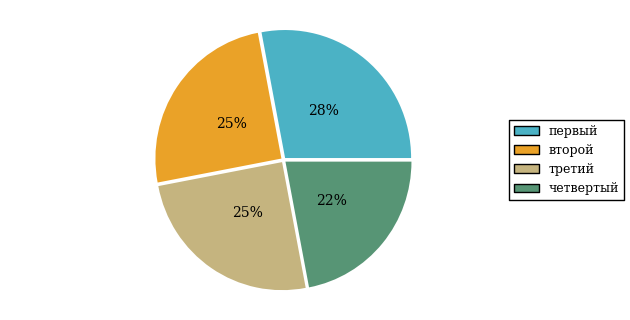 28%
25%
25%
22%
первый
второй
третий
четвертый